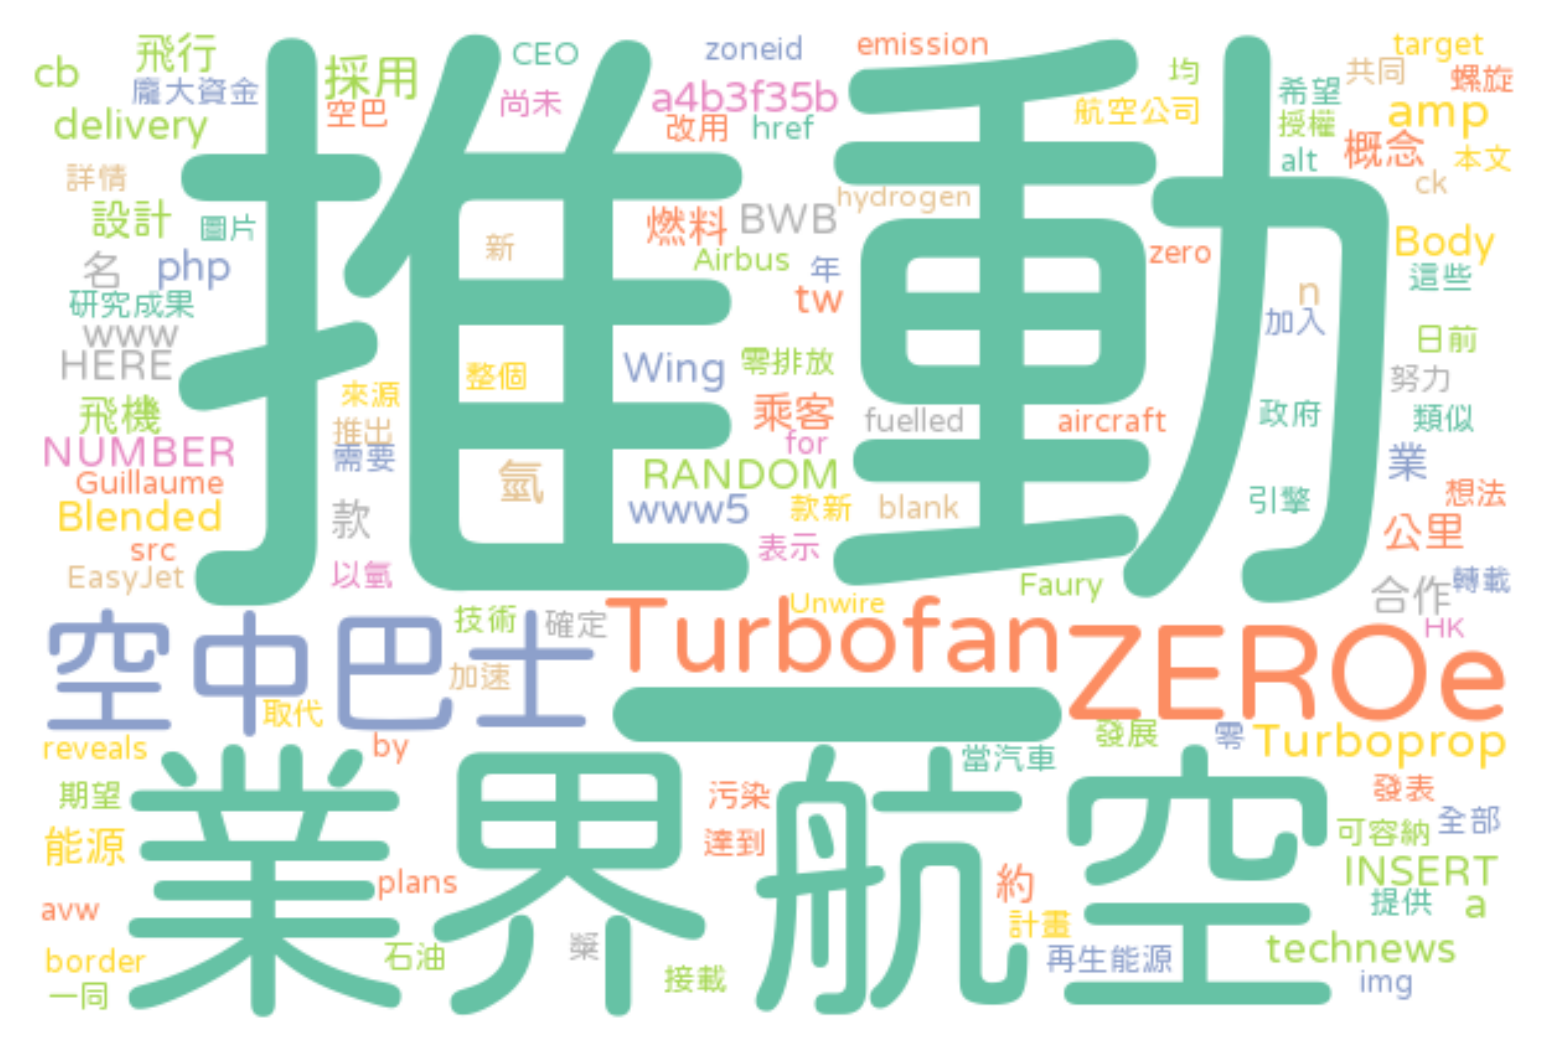 推動
cb
飛行
龐大資金
delivery
採用
空巴
CEO
尚未
zoneid
a4b3f35b
改用
href
emission
航空公司
均
希望
授權
alt
共同
target
螺旋
amp
概念
本文
ck
詳情
設計
圖片
名
php
研究成果
www
HERE
飛機
NUMBER
Guillaume
Blended
src
EasyJet
新
整個
來源
推出
需要
氫
款
以氫
燃料
BWB
Airbus
年
tw
Wing
零排放
乘客
for
RANDOM
www5
款新
表示
hydrogen
fuelled
blank
aircraft
zero
n
加入
政府
引擎
Body
這些
日前
努力
類似
業
想法
公里
合作
轉載
HK
Faury
Unwire
空中巴士
技術
確定
加速
取代
Turbofan
ZEROe
一
reveals
by
發展
零
Turboprop
當汽車
業界航空
期望
能源
avw
border
一同
plans
石油
污染
達到
接載
約
計畫
再生能源
發表
可容納
全部
INSERT
提供
a
technews
img